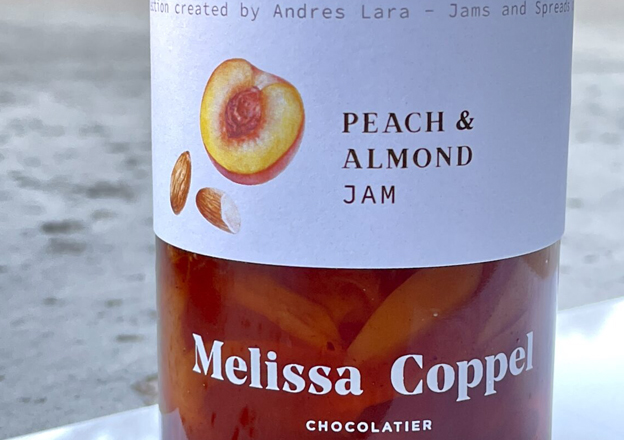 created by Andres Lara – Jams and Spreads
PEACH &
ALMOND
JAM
Melissa Coppel
CHOCOLATIER